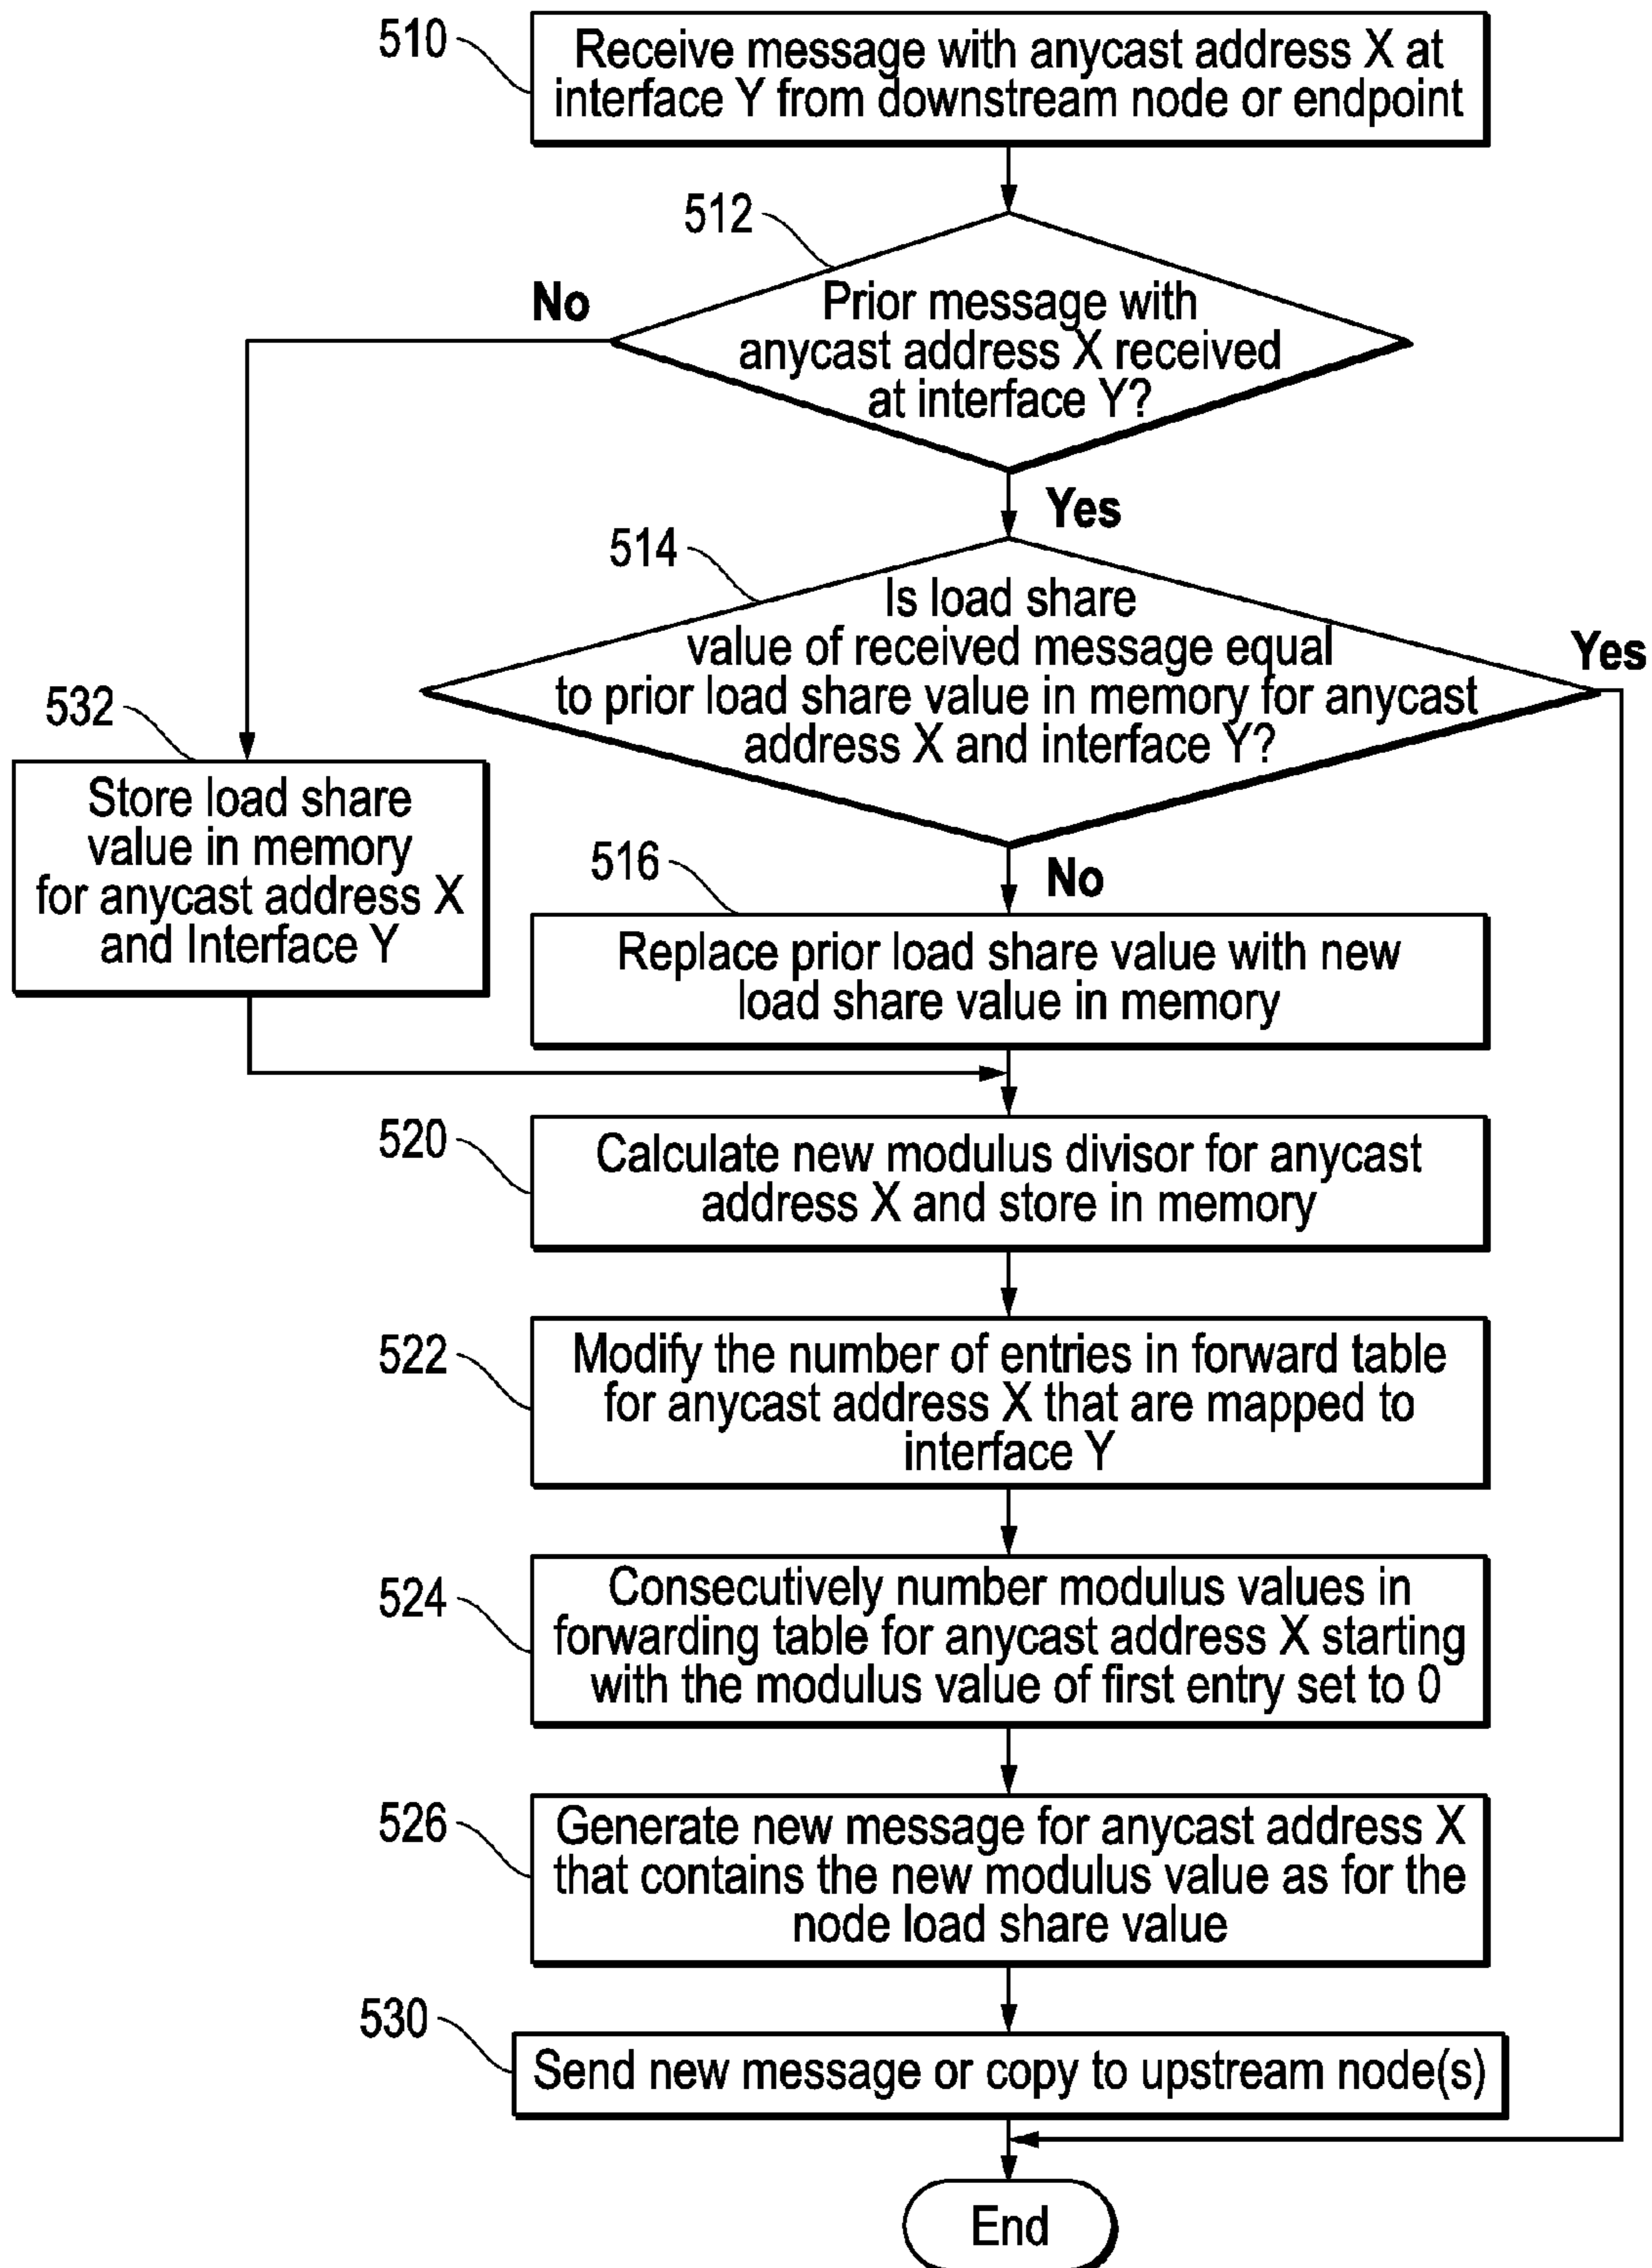 510
Receive message with anycast address X at
interface Y from downstream node or endpoint
512
No
Prior message with
anycast address X received
at interface Y?
Yes
514
Is load share
value of received message equal
to prior load share value in memory for anycast
address X and interface Y?
Yes
532
Store load share
value in memory
for anycast address X
and Interface Y
516
No
Replace prior load share value with new
load share value in memory
520
Calculate new modulus divisor for anycast
address X and store in memory
522
Modify the number of entries in forward table
for anycast address X that are mapped to
interface Y
524
Consecutively number modulus values in
forwarding table for anycast address X starting
with the modulus value of first entry set to 0
526
Generate new message for anycast address X
that contains the new modulus value as for the
node load share value
530
Send new message or copy to upstream node(s)
End